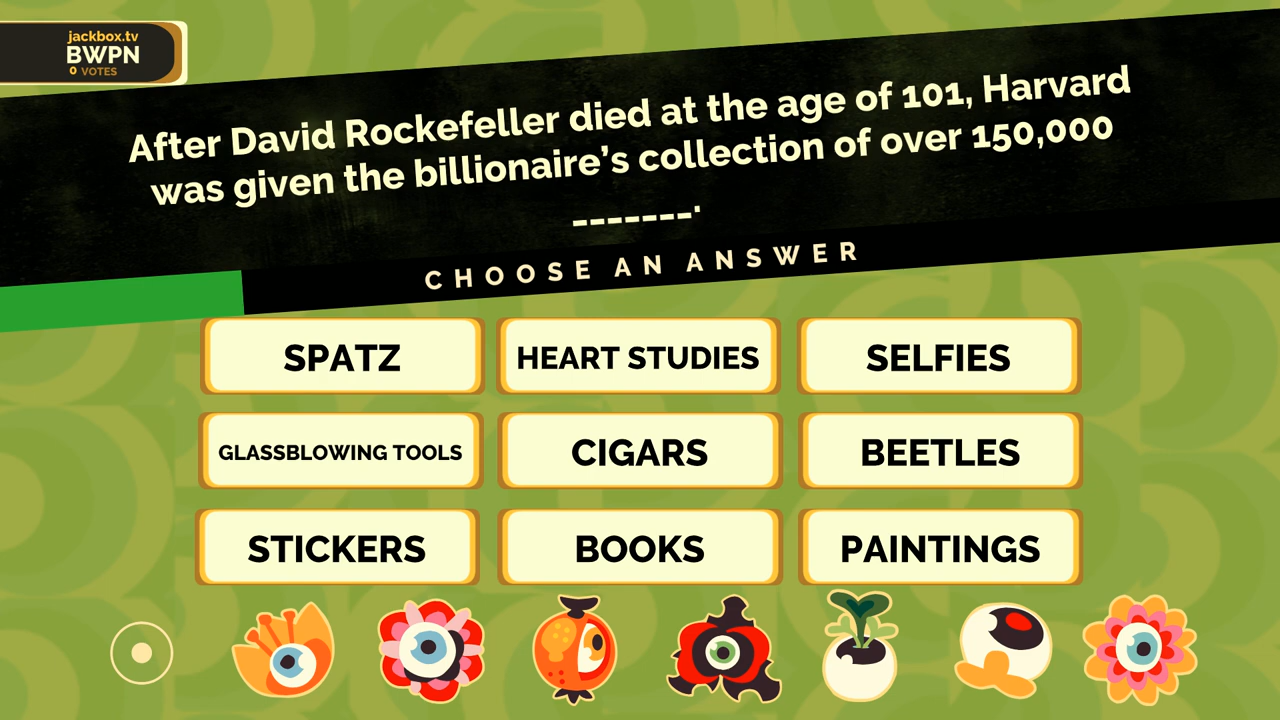 jackbox.tv
BWPN
0 VOTES
After David Rockefeller died at the age of 101, Harvard
was given the billionaire's collection of over 150,000
_______.
CHOOSE AN ANSWER
SPATZ
HEART STUDIES
SELFIES
GLASSBLOWING TOOLS
CIGARS
BEETLES
STICKERS
BOOKS
PAINTINGS